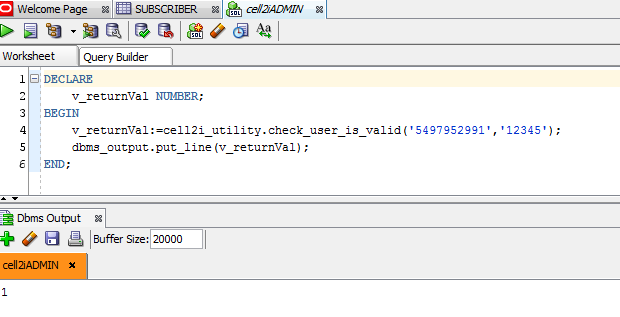 Welcome Page SUBSCRIBER cell2iADMIN
Worksheet Query Builder
1 DECLARE
2 v_returnVal NUMBER;
3 BEGIN
4 v_returnVal:=cell2i_utility.check_user_is_valid('5497952991','12345');
5 dbms_output.put_line(v_returnVal);
6 END;
Dbms Output
Buffer Size: 20000
cell2iADMIN
1